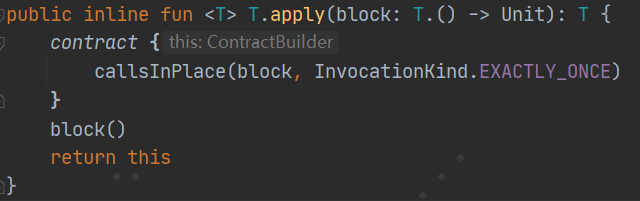 public inline fun <T> T.apply(block: T.() -> Unit): T {
contract { this: ContractBuilder
callsInPlace(block, InvocationKind.EXACTLY_ONCE)
}
block()
return this
}